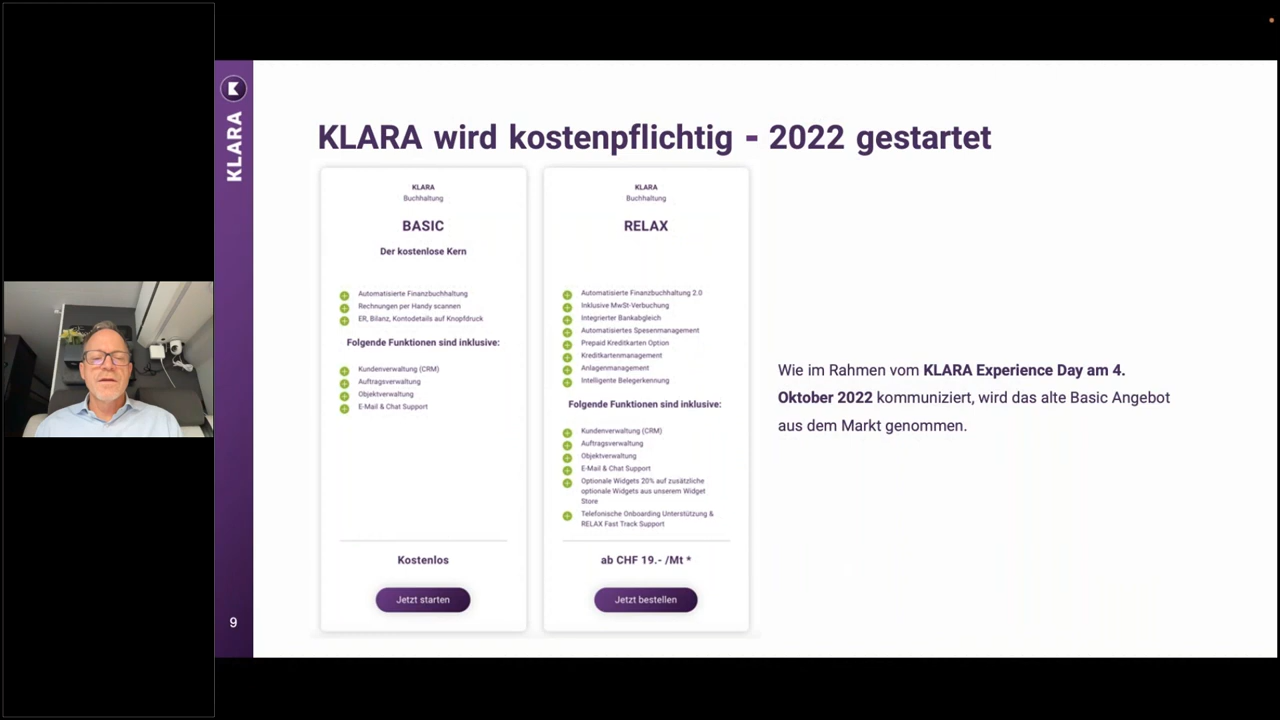 KLARA
KLARA wird kostenpflichtig - 2022 gestartet
KLARA
Buchhaltung
BASIC
Der kostenlose Kern
Automatisierte Finanzbuchhaltung
Rechnungen per Handy scannen
ER, Bilanz, Kontodetails auf Knopfdruck
Folgende Funktionen sind inklusive:
Kundenverwaltung (CRM)
Auftragsverwaltung
Objektverwaltung
E-Mail & Chat Support
Kostenlos
Jetzt starten
KLARA
Buchhaltung
RELAX
Automatisierte Finanzbuchhaltung 2.0
Inklusive MwSt-Verbuchung
Integrierter Bankabgleich
Automatisiertes Spesenmanagement
Prepaid Kreditkarten Option
Kreditkartenmanagement
Anlagenmanagement
Intelligente Belegerkennung
Folgende Funktionen sind inklusive:
Kundenverwaltung (CRM)
Auftragsverwaltung
Objektverwaltung
E-Mail & Chat Support
Optionale Widgets 20% auf zusätzliche
optionale Widgets aus unserem Widget
Store
Telefonische Onboarding Unterstützung &
RELAX Fast Track Support
ab CHF 19.- /Mt *
Jetzt bestellen
Wie im Rahmen vom KLARA Experience Day am 4.
Oktober 2022 kommuniziert, wird das alte Basic Angebot
aus dem Markt genommen.
9